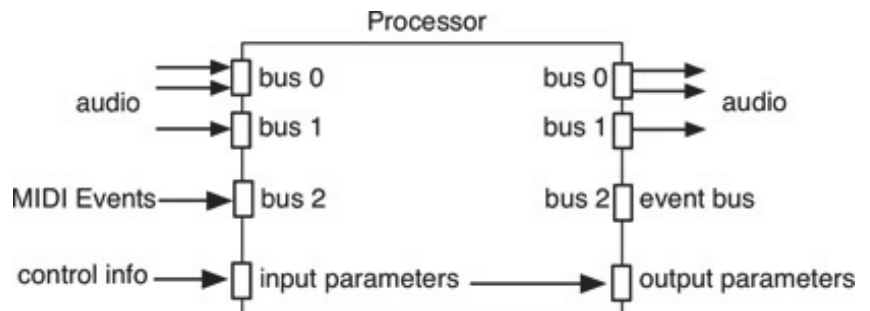 Processor
bus 0 bus 0
audio audio
bus 1 bus 1
MIDI Events bus 2 bus 2 event bus
control info input parameters output parameters